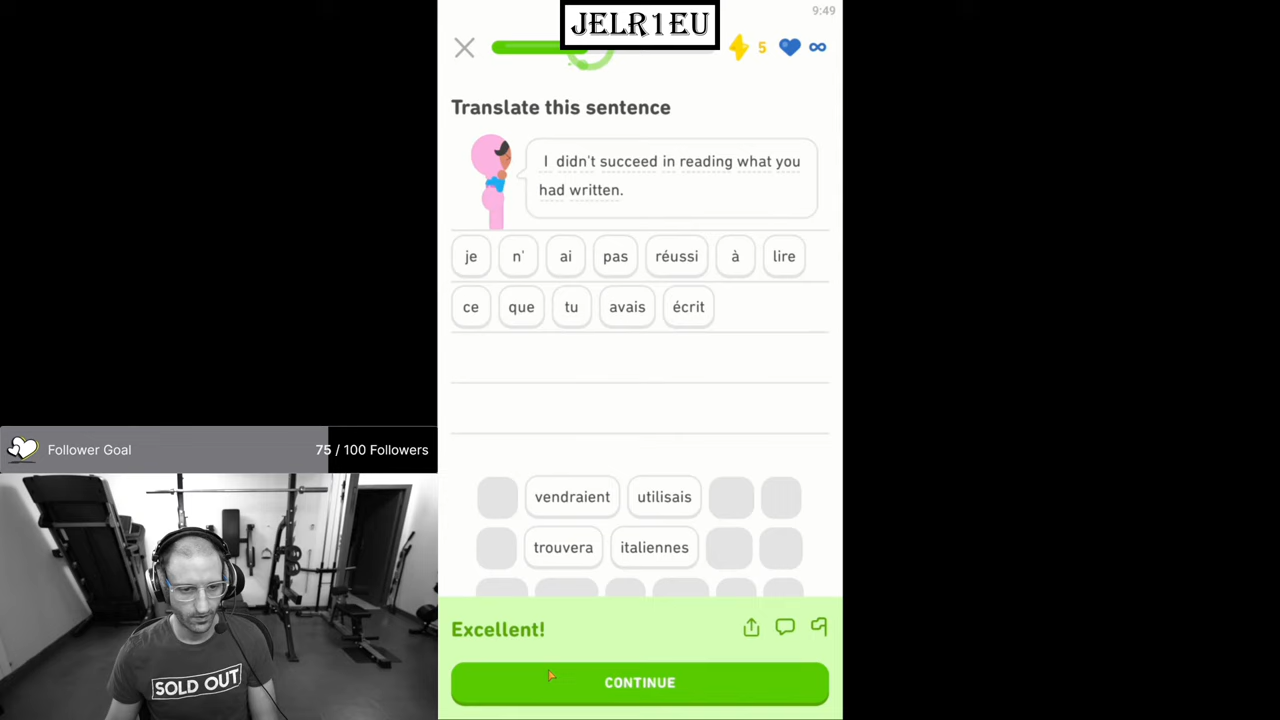 JELR1EU
9:49
5
Translate this sentence
I didn't succeed in reading what you
had written.
je n' ai pas réussi à lire
ce que tu avais écrit
vendraient utilisais
trouvera italiennes
Excellent!
CONTINUE
Follower Goal 75 / 100 Followers
SOLD OUT